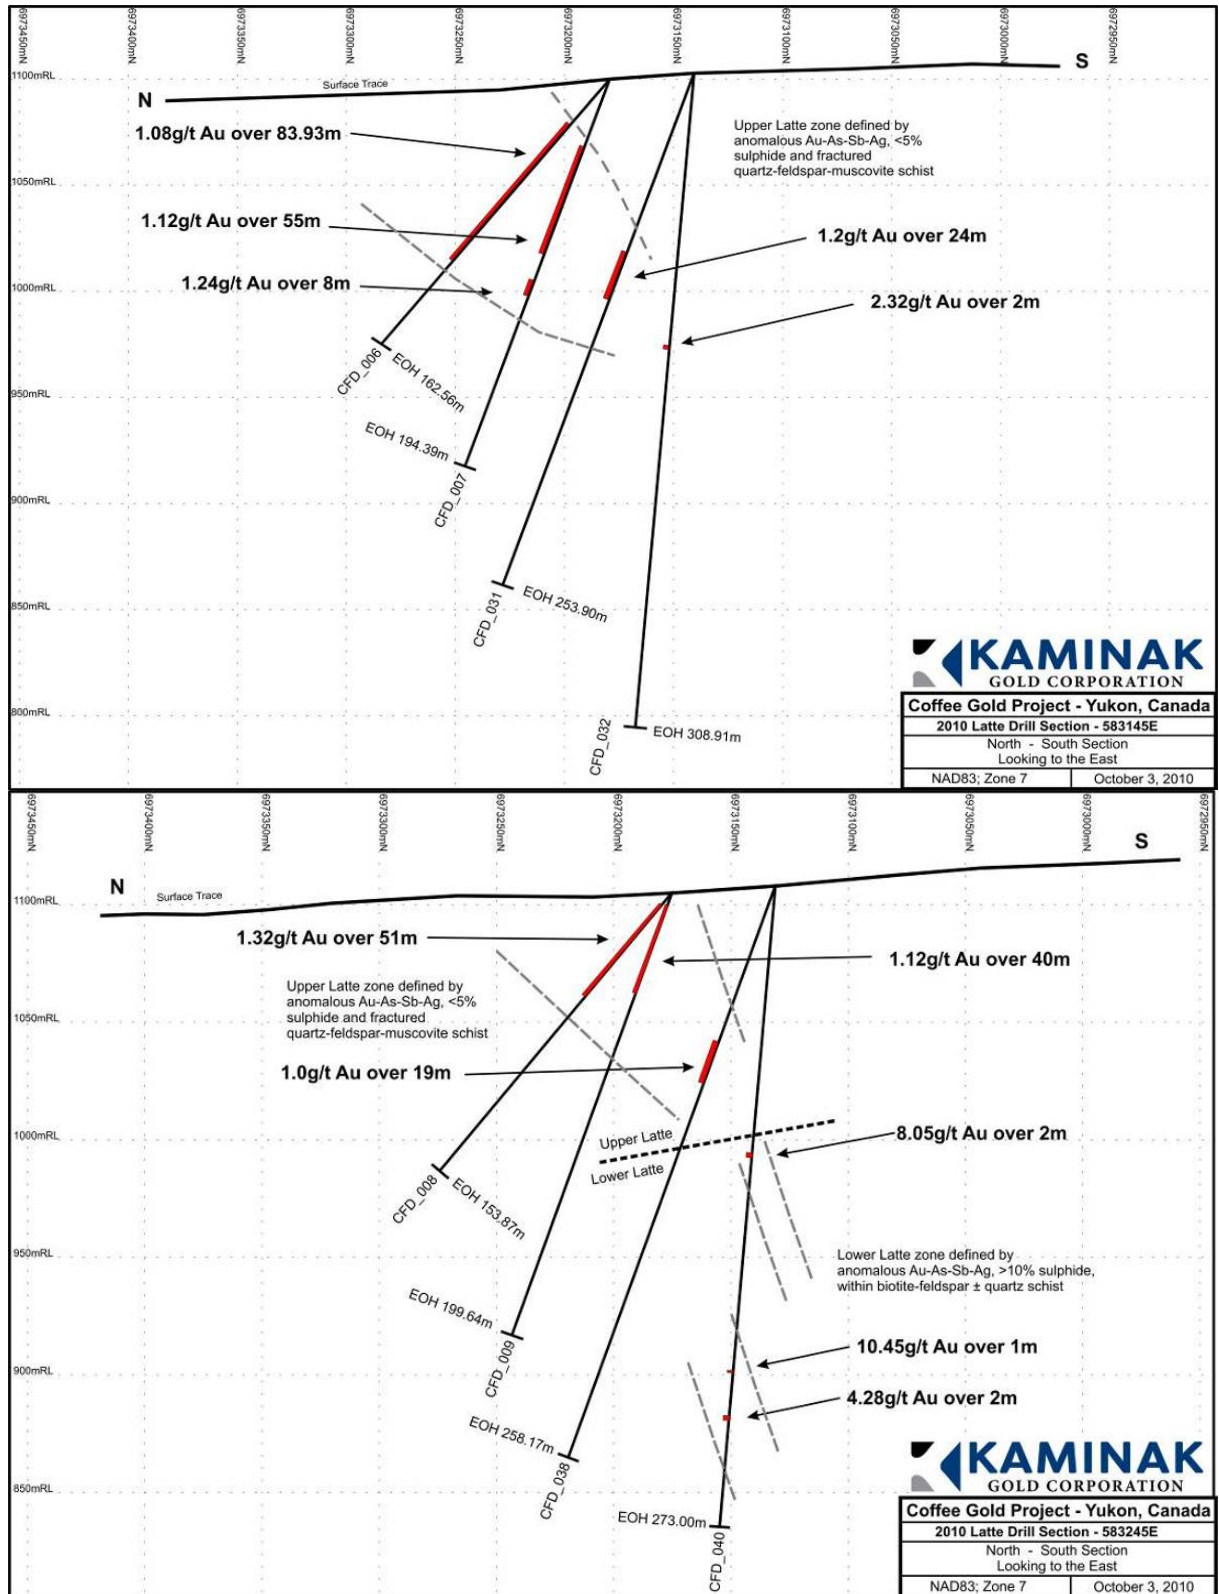 6973450mN
6973400mN
6973350mN
6973300mN
6973250mN
6973200mN
6973150mN
6973100mN
6973050mN
6973000mN
6972950mN
1100mRL
Surface Trace
N
S
1.08g/t Au over 83.93m
Upper Latte zone defined by
anomalous Au-As-Sb-Ag, <5%
sulphide and fractured
quartz-feldspar-muscovite schist
1050mRL
1.12g/t Au over 55m
1.2g/t Au over 24m
1.24g/t Au over 8m
1000mRL
2.32g/t Au over 2m
CFD_006
EOH 162.56m
950mRL
EOH 194.39m
CFD_007
900mRL
CFD_031
EOH 253.90m
850mRL
800mRL
CFD_032
EOH 308.91m
KAMINAK
GOLD CORPORATION
Coffee Gold Project - Yukon, Canada
2010 Latte Drill Section - 583145E
North - South Section
Looking to the East
NAD83; Zone 7
October 3, 2010
6973450mN
6973400mN
6973350mN
6973300mN
6973250mN
6973200mN
6973150mN
6973100mN
6973050mN
6973000mN
6972950mN
S
N
Surface Trace
1100mRL
1.32g/t Au over 51m
1.12g/t Au over 40m
Upper Latte zone defined by
anomalous Au-As-Sb-Ag, <5%
sulphide and fractured
quartz-feldspar-muscovite schist
1050mRL
1.0g/t Au over 19m
1000mRL
Upper Latte
Lower Latte
8.05g/t Au over 2m
CFD_008
EOH 153.87m
950mRL
Lower Latte zone defined by
anomalous Au-As-Sb-Ag, >10% sulphide,
within biotite-feldspar ± quartz schist
EOH 199.64m
CFD_009
10.45g/t Au over 1m
900mRL
4.28g/t Au over 2m
EOH 258.17m
CFD_038
850mRL
EOH 273.00m
CFD_040
KAMINAK
GOLD CORPORATION
Coffee Gold Project - Yukon, Canada
2010 Latte Drill Section - 583245E
North - South Section
Looking to the East
NAD83; Zone 7
October 3, 2010